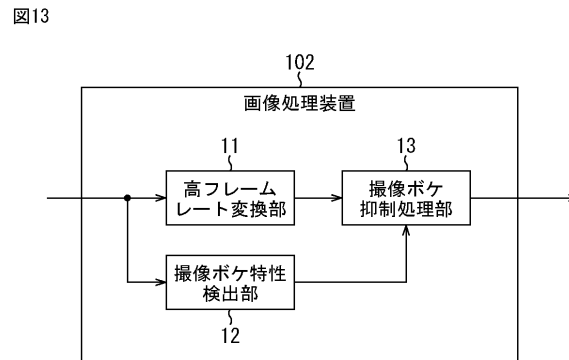 図13
102
画像処理装置
11
高フレーム
レート変換部
13
撮像ボケ
抑制処理部
撮像ボケ特性
検出部
12